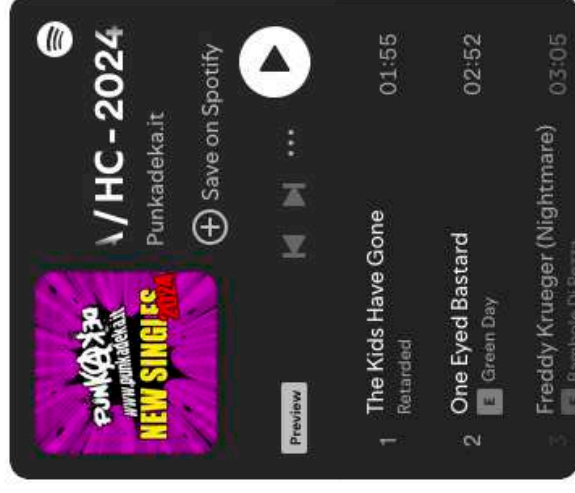 PUNKADEKA
www.punkadeka.it
NEW SINGLES
2024
/ HC - 2024
Punkadeka.it
Save on Spotify
Preview
1 The Kids Have Gone 01:55
Retarded
2 One Eyed Bastard 02:52
E Green Day
3 Freddy Krueger (Nightmare) 03:05